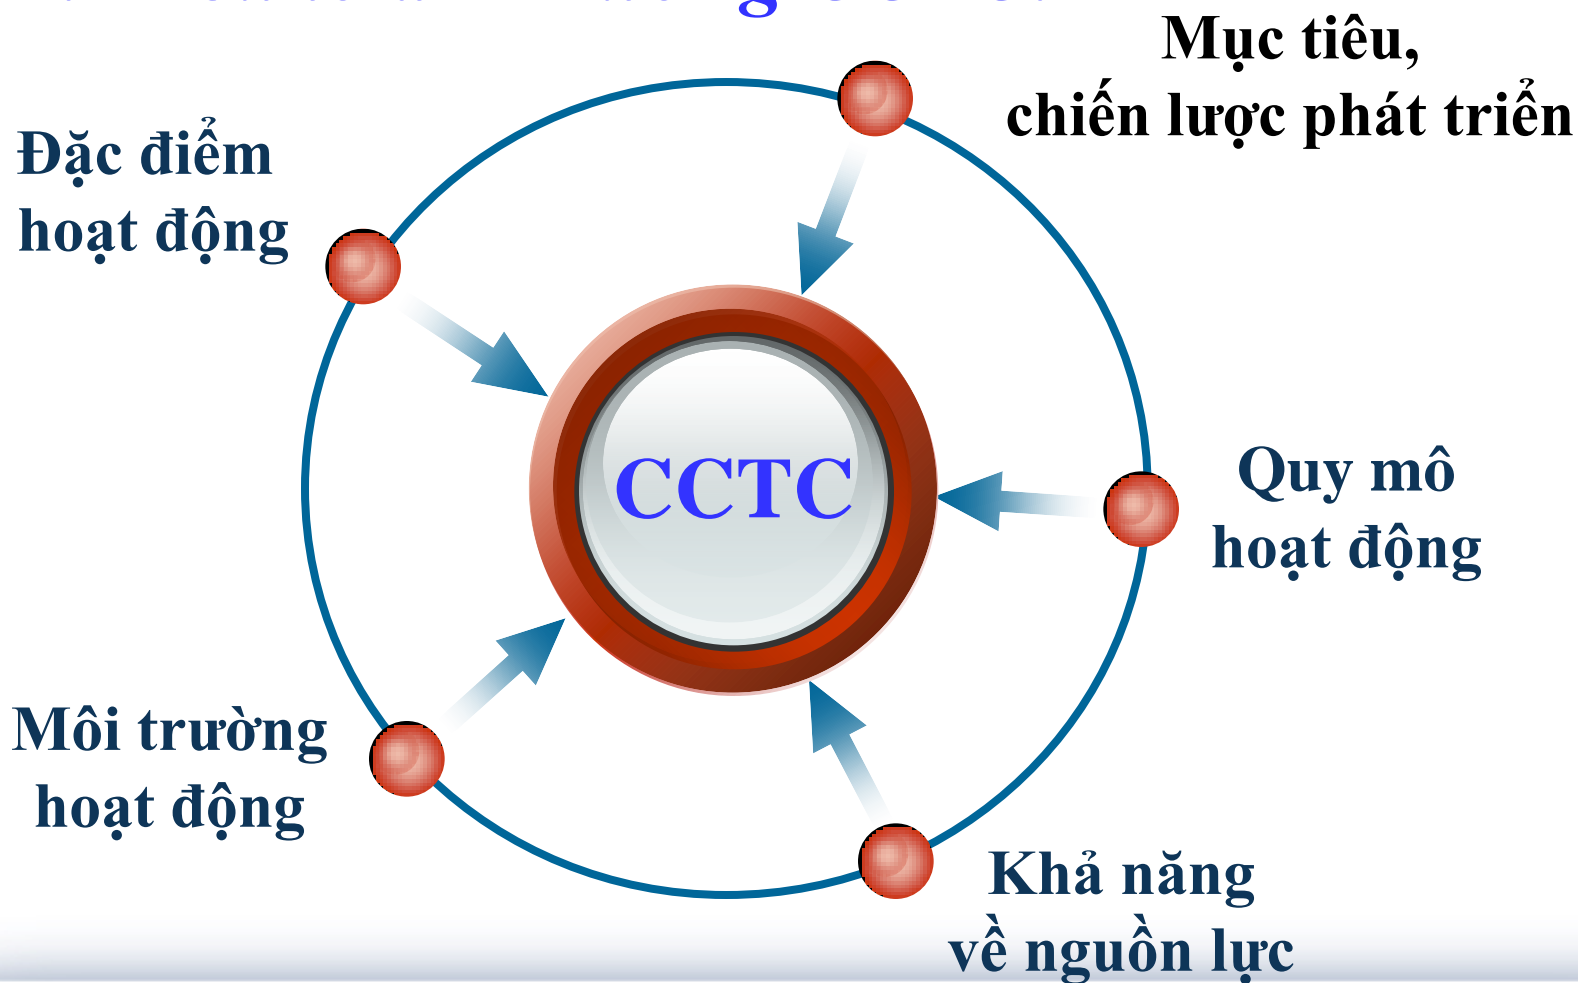 Mục tiêu,
chiến lược phát triển
Đặc điểm
hoạt động
CCTC
Quy mô
hoạt động
Môi trường
hoạt động
Khả năng
về nguồn lực